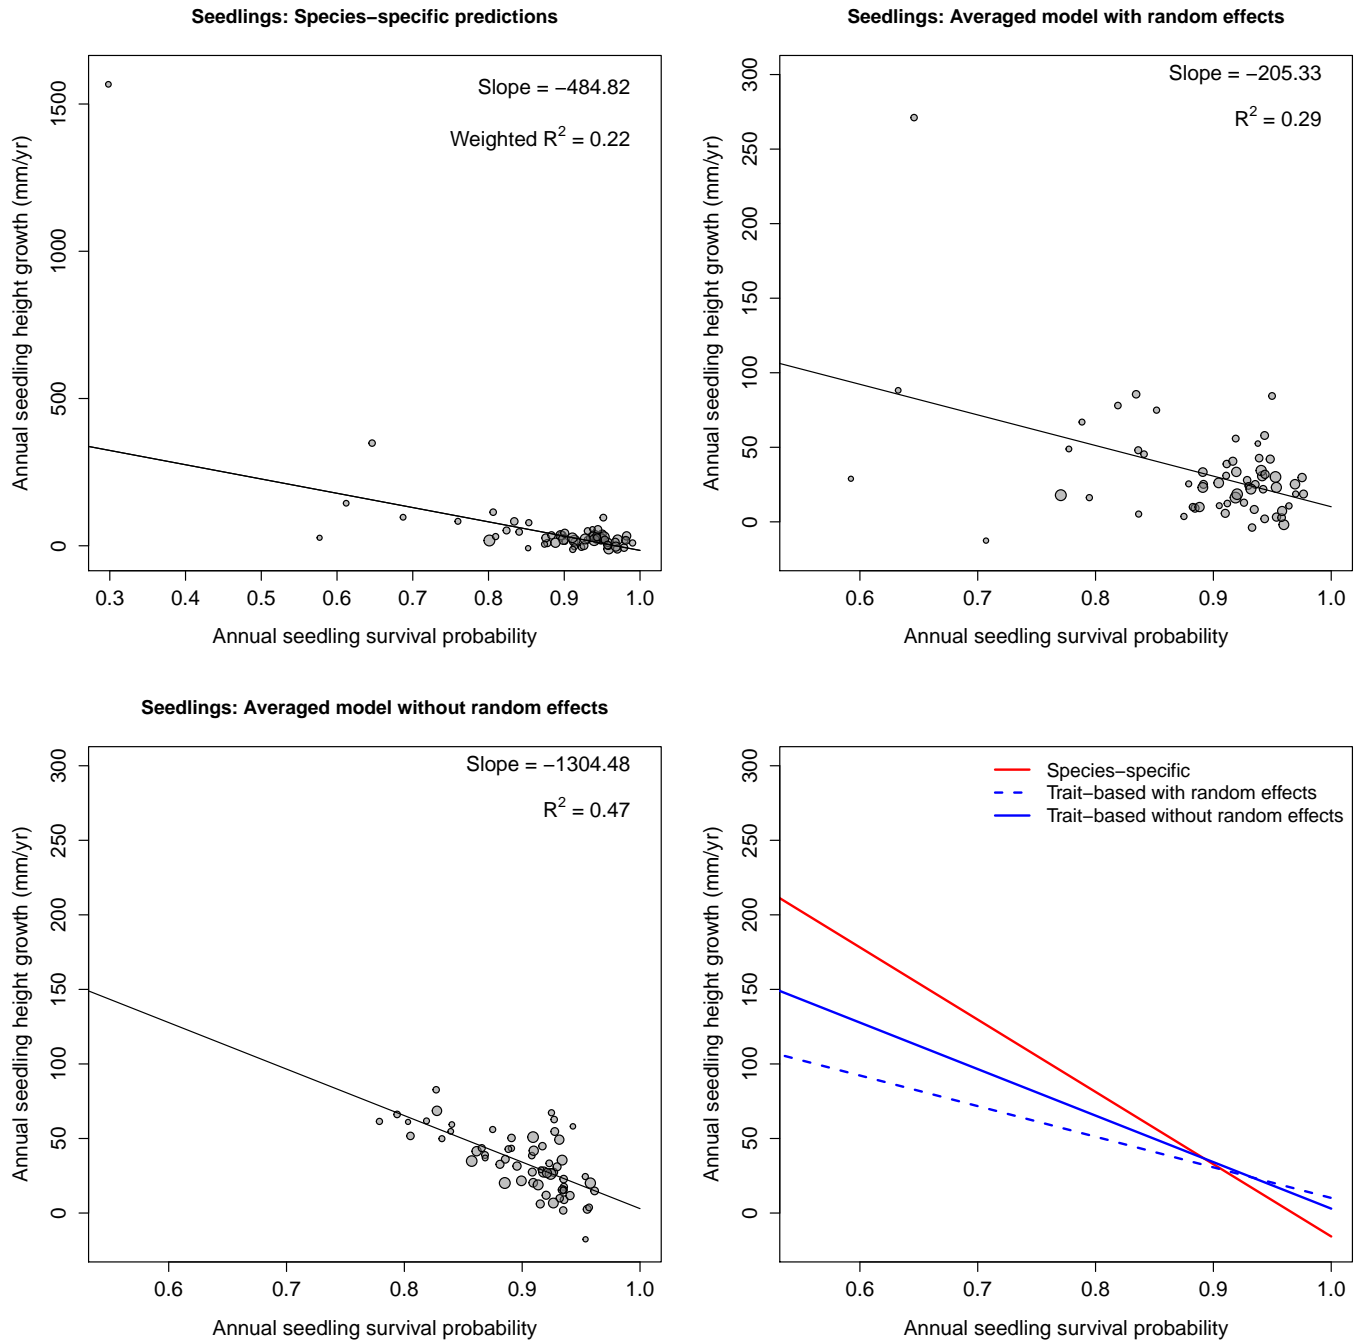 Seedlings: Species−specific predictions
Slope = −484.82
Weighted R² = 0.22
Annual seedling height growth (mm/yr)
0
500
1000
1500
0.3 0.4 0.5 0.6 0.7 0.8 0.9 1.0
Annual seedling survival probability
Seedlings: Averaged model with random effects
Slope = −205.33
R² = 0.29
Annual seedling height growth (mm/yr)
0
50
100
150
200
250
300
0.6 0.7 0.8 0.9 1.0
Annual seedling survival probability
Seedlings: Averaged model without random effects
Slope = −1304.48
R² = 0.47
Annual seedling height growth (mm/yr)
0
50
100
150
200
250
300
0.6 0.7 0.8 0.9 1.0
Annual seedling survival probability
Species−specific
Trait−based with random effects
Trait−based without random effects
Annual seedling height growth (mm/yr)
0
50
100
150
200
250
300
0.6 0.7 0.8 0.9 1.0
Annual seedling survival probability